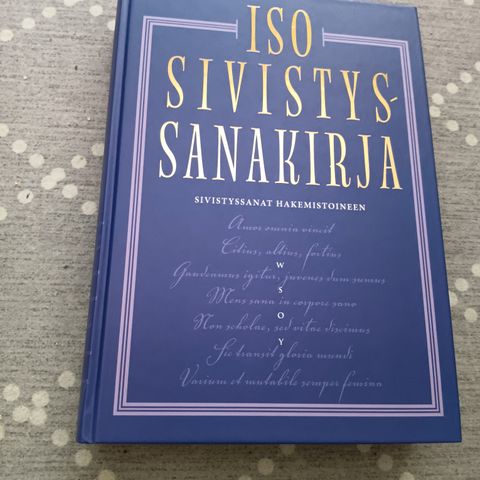 ISO
SIVISTYS-
SANAKIRJA
SIVISTYSSANAT HAKEMISTOINEEN
Amor omnia vincit
Citius, altius, fortius
Gaudeamus igitur, juvenes dum sumus
Mens sana in corpore sano
Non scholae, sed vitae discimus
Sic transit gloria mundi
Varium et mutabile semper femina
WSOY